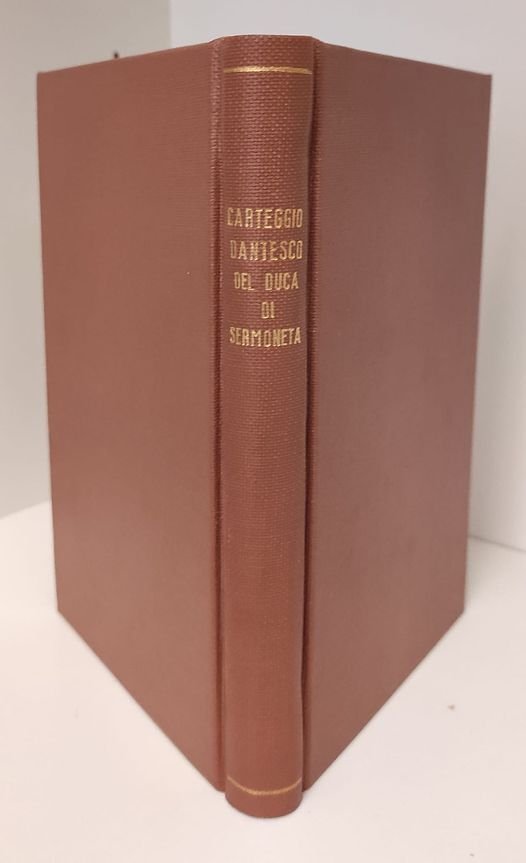 CARTEGGIO
DANTESCO
DEL DUCA
DI
SERMONETA